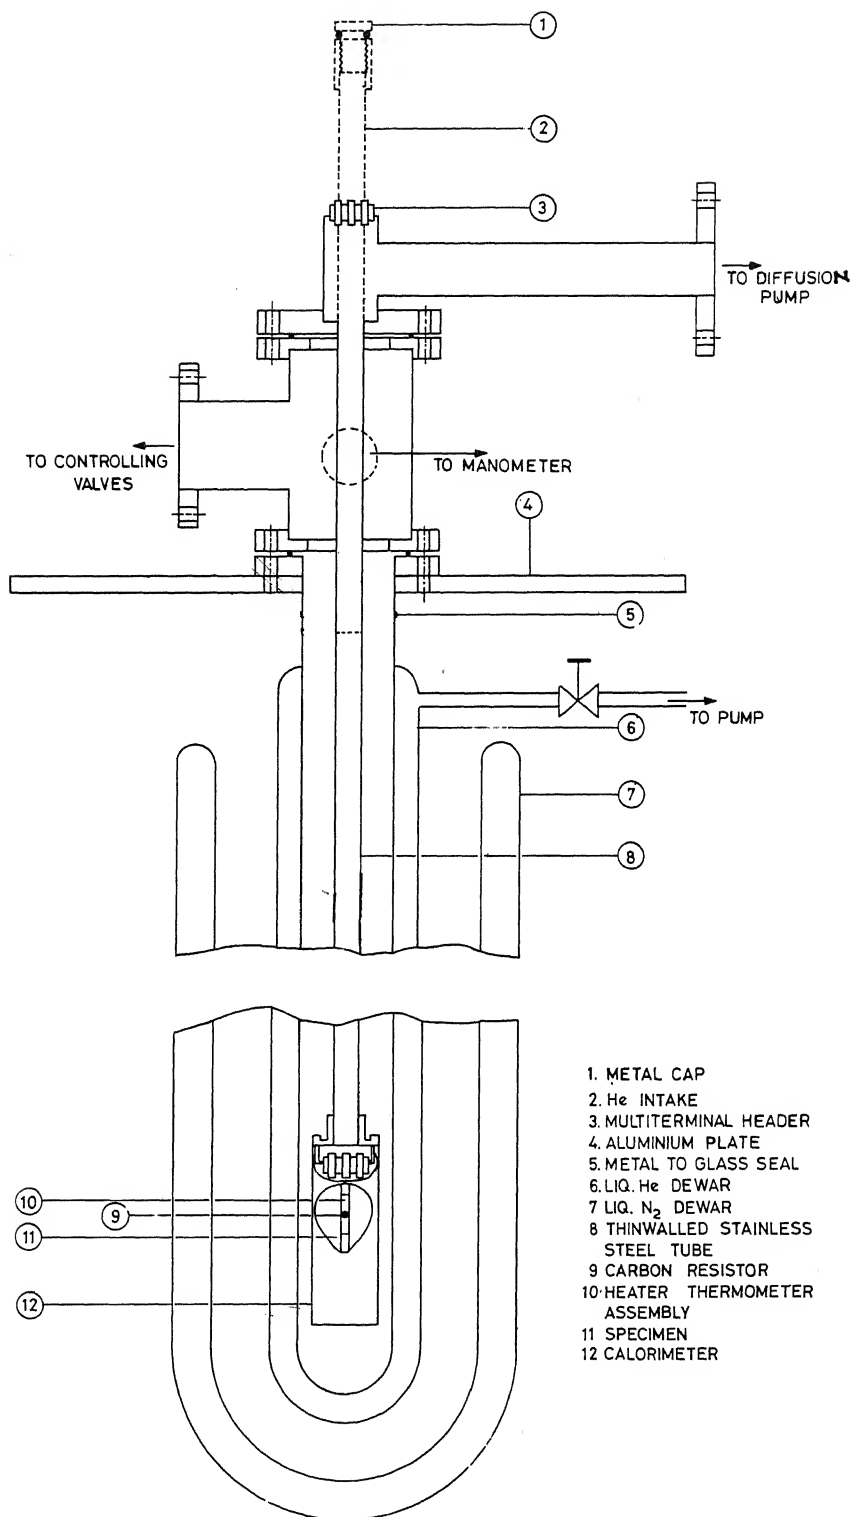 1
2
3
TO DIFFUSION
PUMP
TO CONTROLLING
VALVES
TO MANOMETER
4
5
TO PUMP
6
7
8
10
9
11
12
1. METAL CAP
2. He INTAKE
3. MULTITERMINAL HEADER
4. ALUMINIUM PLATE
5. METAL TO GLASS SEAL
6. LIQ. He DEWAR
7 LIQ. N₂ DEWAR
8 THINWALLED STAINLESS
STEEL TUBE
9 CARBON RESISTOR
10. HEATER THERMOMETER
ASSEMBLY
11 SPECIMEN
12 CALORIMETER